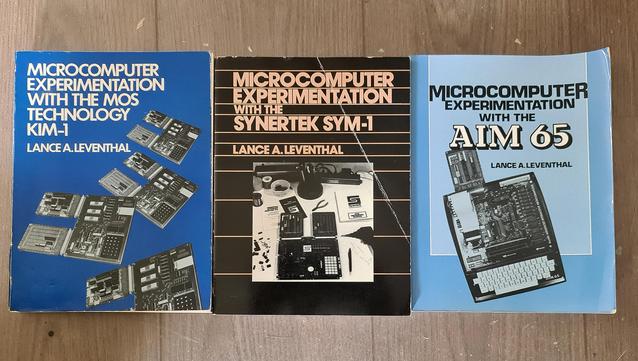 MICROCOMPUTER
EXPERIMENTATION
WITH THE MOS
TECHNOLOGY
KIM-1
LANCE A. LEVENTHAL
MICROCOMPUTER
EXPERIMENTATION
WITH THE
SYNERTEK SYM-1
LANCE A. LEVENTHAL
MICROCOMPUTER
EXPERIMENTATION
WITH THE
AIM 65
LANCE A. LEVENTHAL